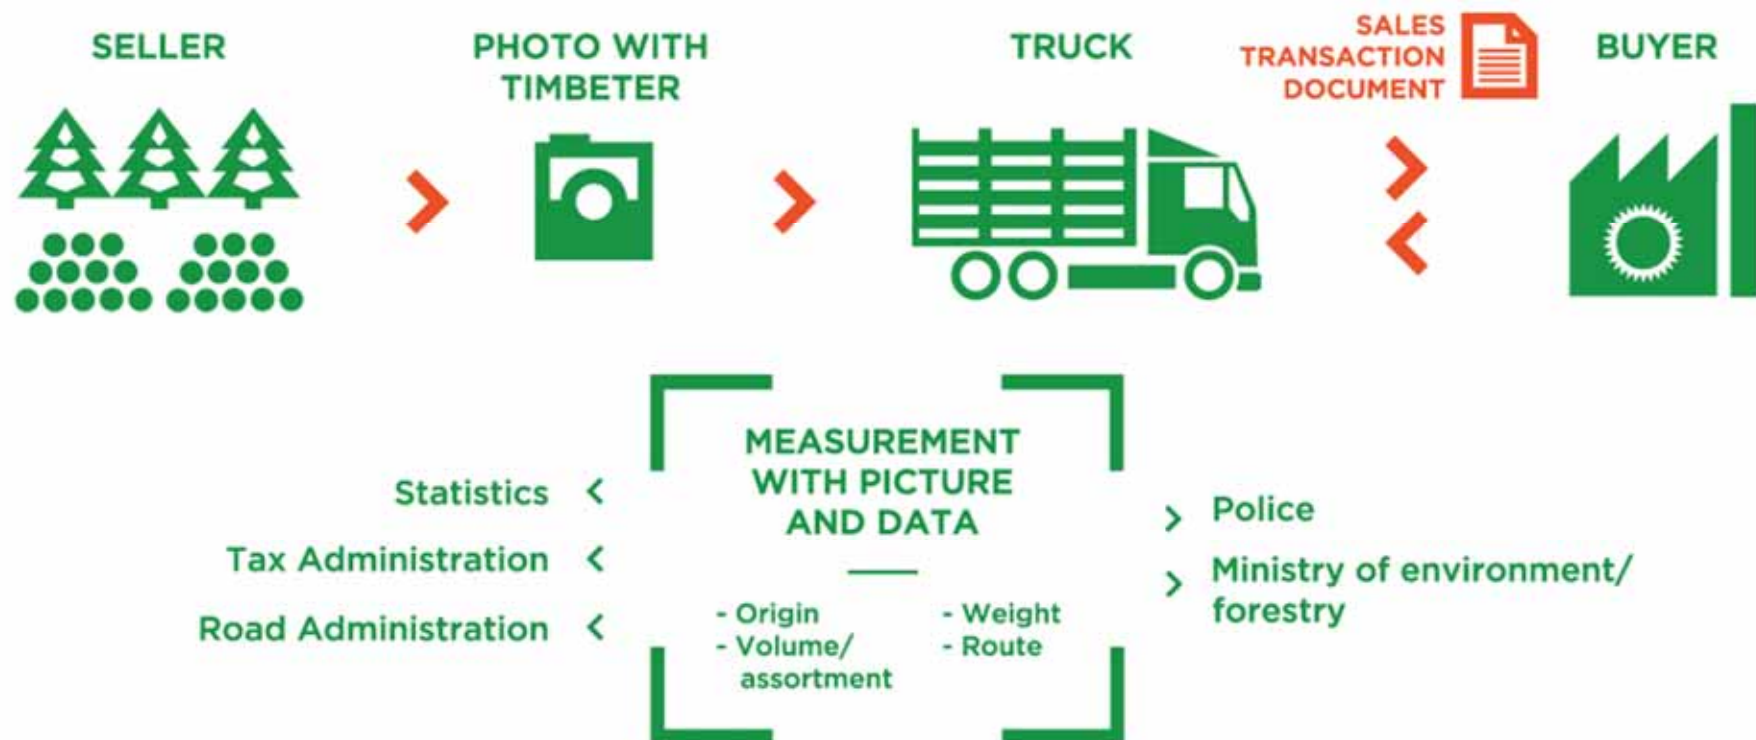 SELLER
PHOTO WITH
TIMBETER
TRUCK
SALES
TRANSACTION
DOCUMENT
BUYER
MEASUREMENT
WITH PICTURE
AND DATA
- Origin
- Volume/
assortment
- Weight
- Route
Statistics <
Tax Administration <
Road Administration <
> Police
> Ministry of environment/
forestry